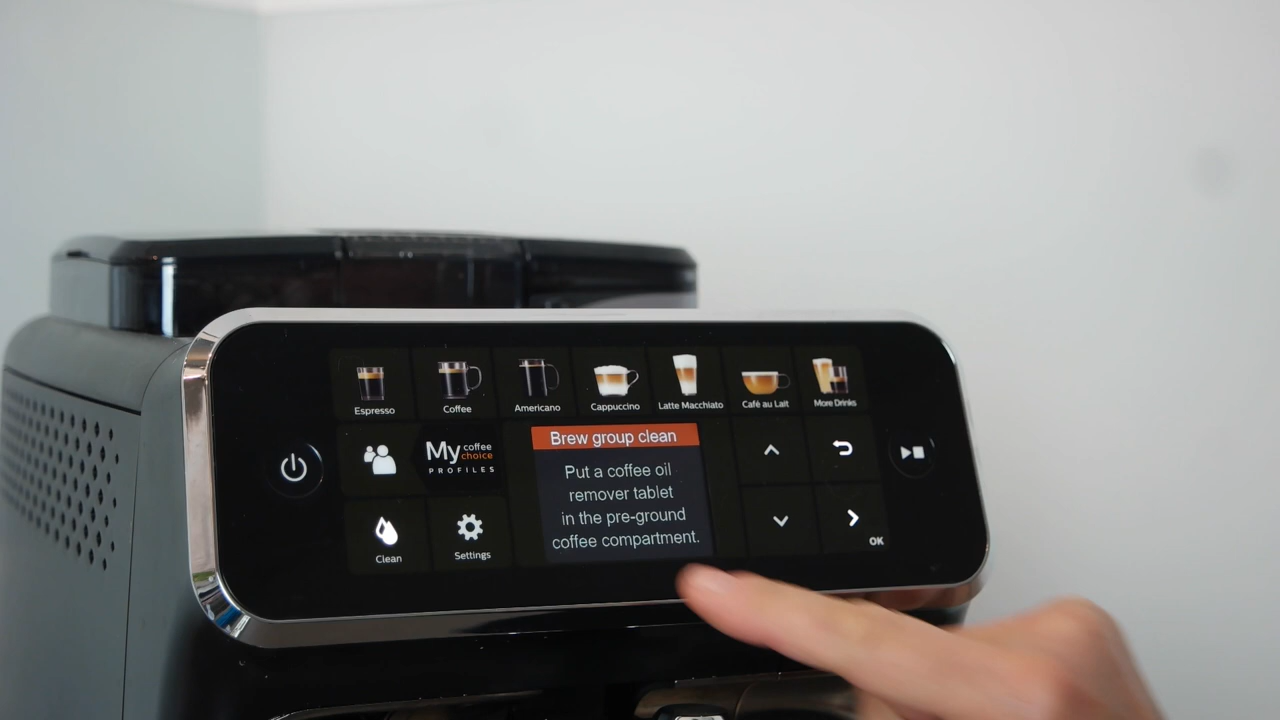 Espresso
Coffee
Americano
Cappuccino
Latte Macchiato
Café au Lait
More Drinks
My coffee
choice
PROFILES
Brew group clean
Put a coffee oil
remover tablet
in the pre-ground
coffee compartment.
Clean
Settings
OK